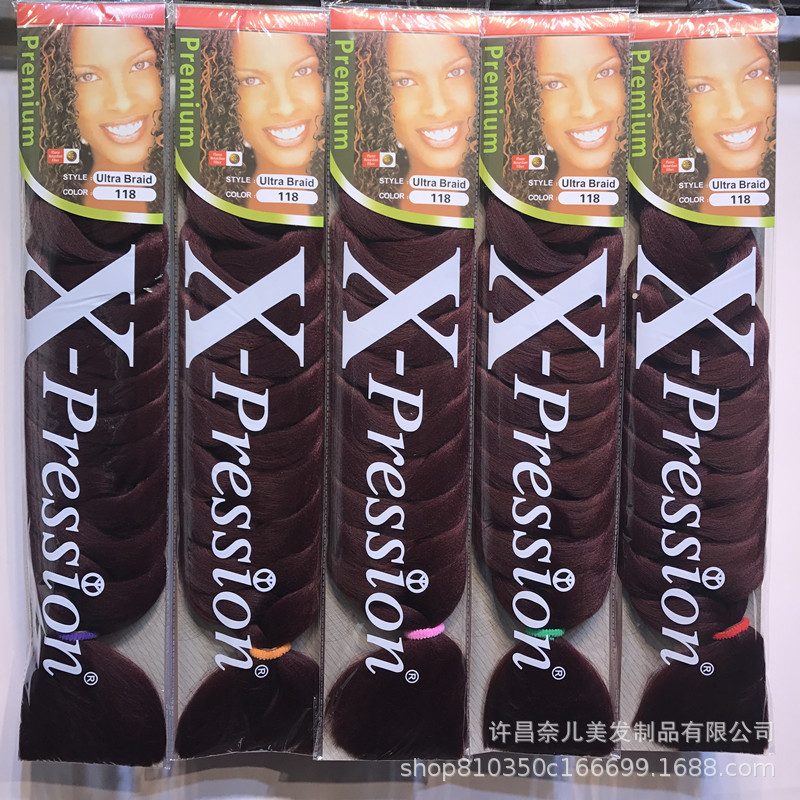 Premium
STYLE : Ultra Braid
COLOR : 118
X-Pression®
Premium
STYLE : Ultra Braid
COLOR : 118
X-Pression®
Premium
STYLE : Ultra Braid
COLOR : 118
X-Pression®
Premium
STYLE : Ultra Braid
COLOR : 118
X-Pression®
Premium
STYLE : Ultra Braid
COLOR : 118
X-Pression®
许昌奈儿美发制品有限公司
shop810350c166699.1688.com